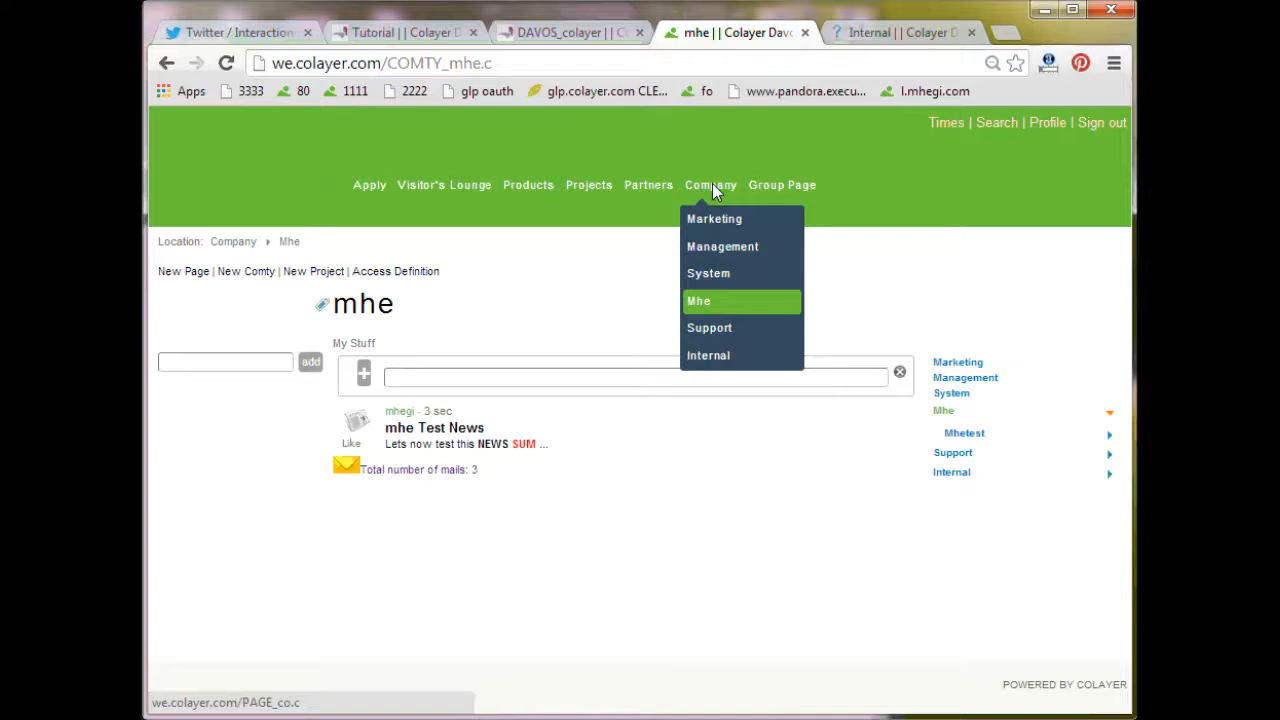 Twitter / Interaction
Tutorial | | Colayer D
DAVOS_colayer | | C
mhe | | Colayer Dav
Internal | | Colayer D
we.colayer.com/COMTY_mhe.c
Apps 3333 80 1111 2222 glp oauth glp.colayer.com CLE... fo www.pandora.execu... l.mhegi.com
Times | Search | Profile | Sign out
Apply Visitor's Lounge Products Projects Partners Company Group Page
Marketing
Management
System
Mhe
Support
Internal
Location: Company Mhe
New Page | New Comty | New Project | Access Definition
mhe
My Stuff
add
mhegi - 3 sec
mhe Test News
Like
Lets now test this NEWS SUM ...
Total number of mails: 3
Marketing
Management
System
Mhe
Mhetest
Support
Internal
POWERED BY COLAYER
we.colayer.com/PAGE_co.c